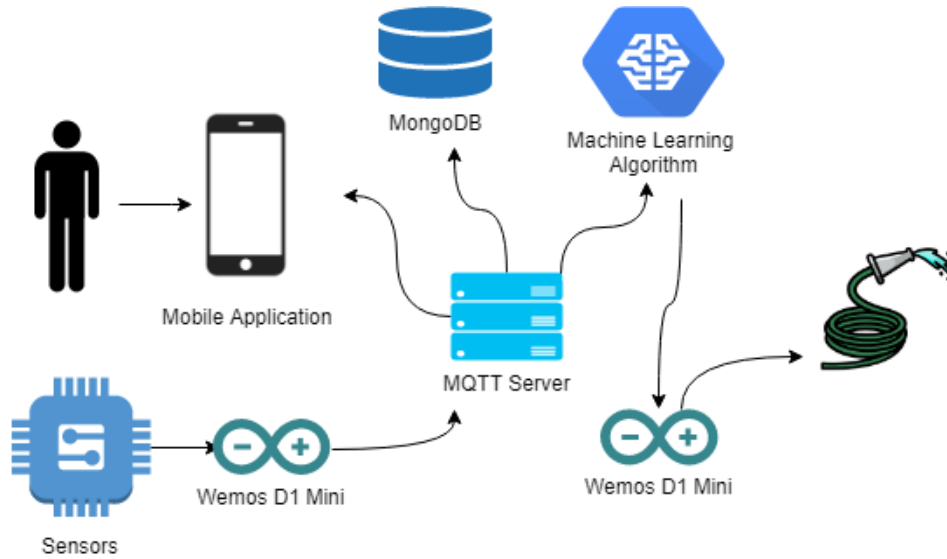 MongoDB
Machine Learning
Algorithm
Mobile Application
MQTT Server
Wemos D1 Mini
Wemos D1 Mini
Sensors